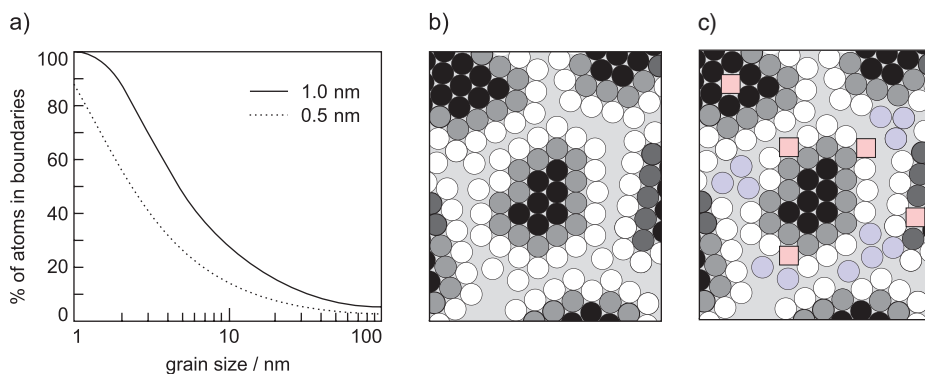 a)
% of atoms in boundaries
100
80
60
40
20
0
1
10
100
grain size / nm
1.0 nm
0.5 nm
b)
c)